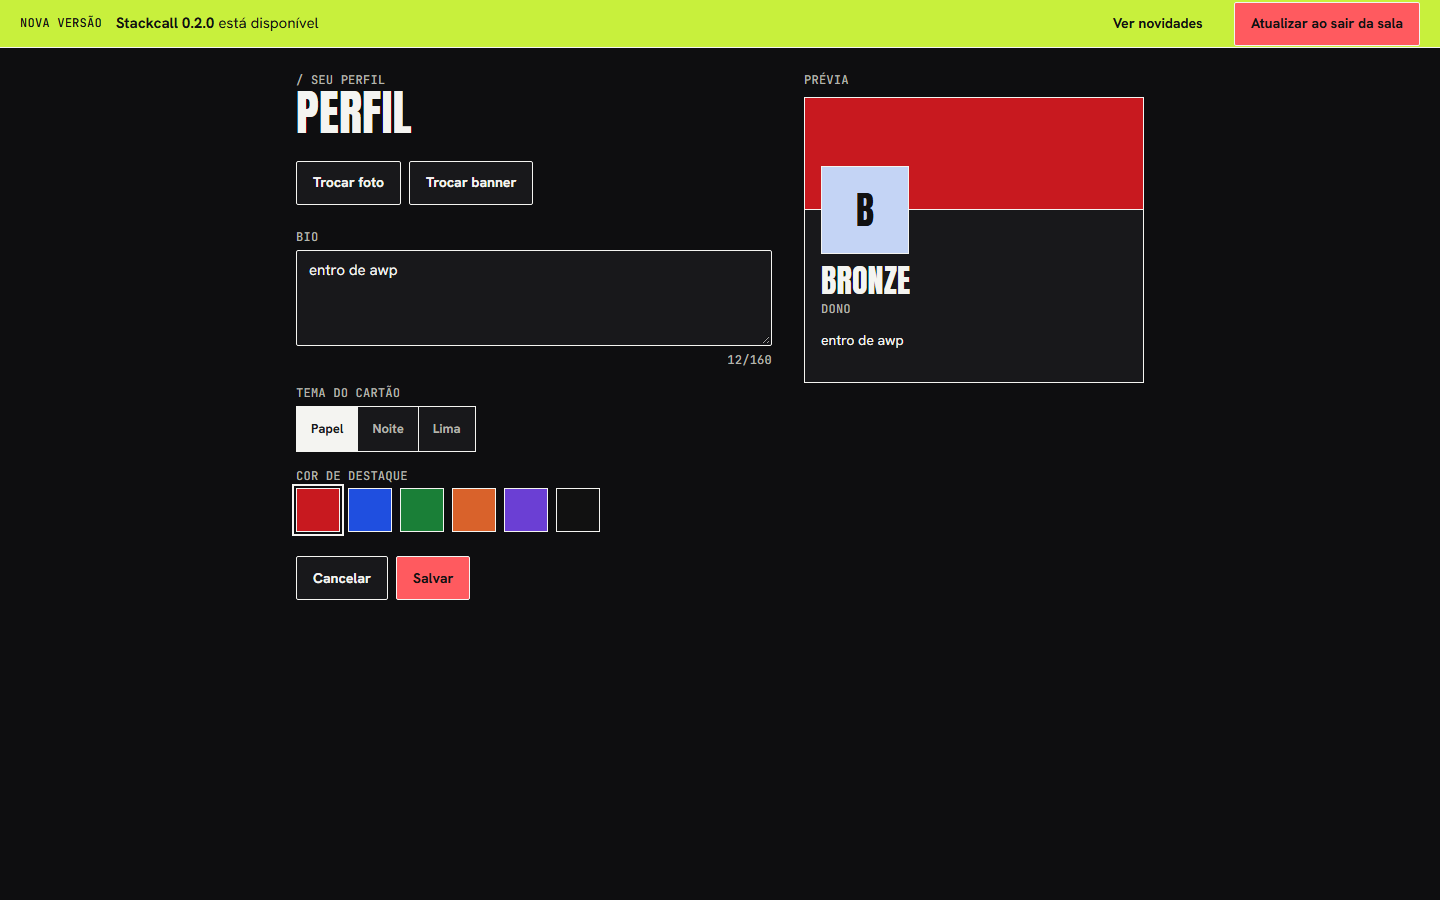 NOVA VERSÃO Stackcall 0.2.0 está disponível Ver novidades Atualizar ao sair da sala
/ SEU PERFIL
PERFIL
Trocar foto Trocar banner
BIO
entro de awp
12/160
TEMA DO CARTÃO
Papel Noite Lima
COR DE DESTAQUE
Cancelar Salvar
PRÉVIA
B
BRONZE
DONO
entro de awp